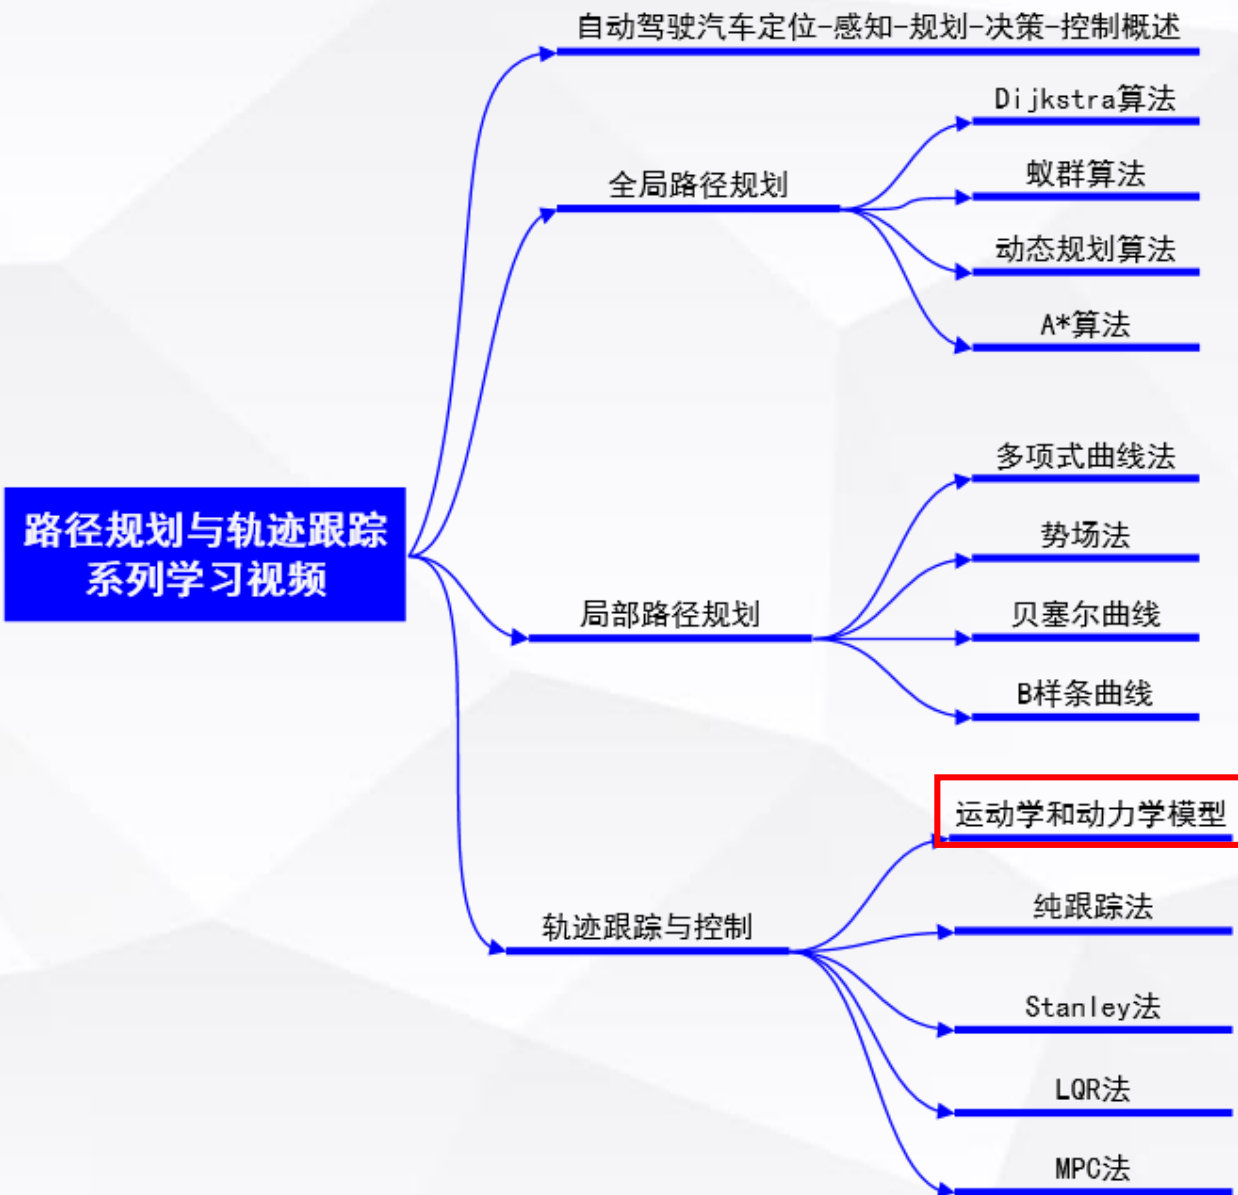 自动驾驶汽车定位-感知-规划-决策-控制概述
全局路径规划
Dijkstra算法
蚁群算法
动态规划算法
A*算法
路径规划与轨迹跟踪
系列学习视频
局部路径规划
多项式曲线法
势场法
贝塞尔曲线
B样条曲线
轨迹跟踪与控制
运动学和动力学模型
纯跟踪法
Stanley法
LQR法
MPC法